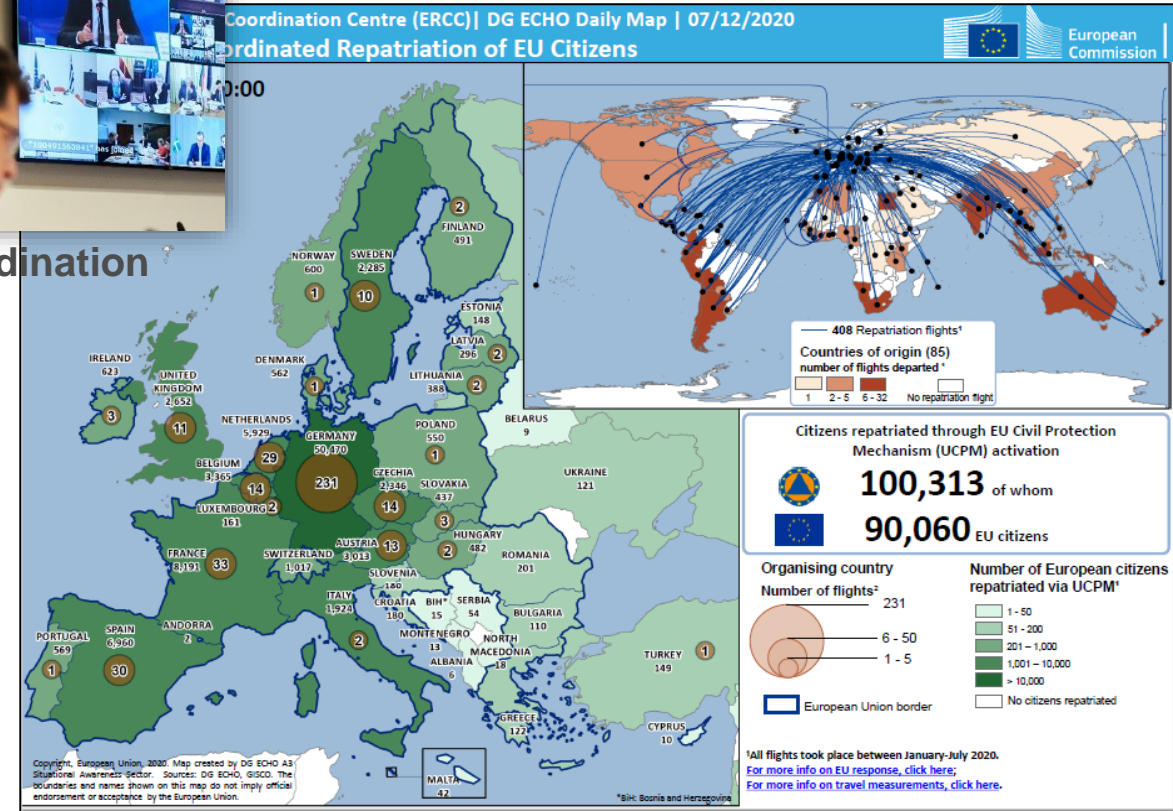 Coordination Centre (ERCC)| DG ECHO Daily Map | 07/12/2020
ordinated Repatriation of EU Citizens
European
Commission
0:00
has joined
dination
408 Repatriation flights¹
Countries of origin (85)
number of flights departed ¹
1 2 - 5 6 - 32 No repatriation flight
NORWAY
600
1
SWEDEN
2,285
10
2
FINLAND
491
ESTONIA
148
LATVIA
296
2
LITHUANIA
388
2
DENMARK
562
1
IRELAND
623
3
UNITED
KINGDOM
2,652
11
NETHERLANDS
5,929
29
BELGIUM
3,365
14
LUXEMBOURG
161
2
GERMANY
50,470
231
POLAND
550
1
BELARUS
9
UKRAINE
121
CZECHIA
2,346
14
SLOVAKIA
437
3
AUSTRIA
3,013
13
HUNGARY
482
2
ROMANIA
201
FRANCE
8,191
33
SWITZERLAND
1,017
SLOVENIA
180
ITALY
1,924
2
CROATIA
180
BIH*
15
SERBIA
54
BULGARIA
110
MONTENEGRO
13
NORTH
MACEDONIA
18
ALBANIA
6
ANDORRA
2
PORTUGAL
569
1
SPAIN
6,960
30
GREECE
122
TURKEY
149
1
CYPRUS
10
MALTA
42
Citizens repatriated through EU Civil Protection
Mechanism (UCPM) activation
100,313 of whom
90,060 EU citizens
Organising country
Number of flights²
231
6 - 50
1 - 5
European Union border
Number of European citizens
repatriated via UCPM¹
1 - 50
51 - 200
201 – 1,000
1,001 – 10,000
> 10,000
No citizens repatriated
¹All flights took place between January-July 2020.
For more info on EU response, click here;
For more info on travel measurements, click here.
Copyright, European Union, 2020. Map created by DG ECHO A3
Situational Awareness Sector. Sources: DG ECHO, GISCO. The
boundaries and names shown on this map do not imply official
endorsement or acceptance by the European Union.
*BiH: Bosnia and Herzegovina